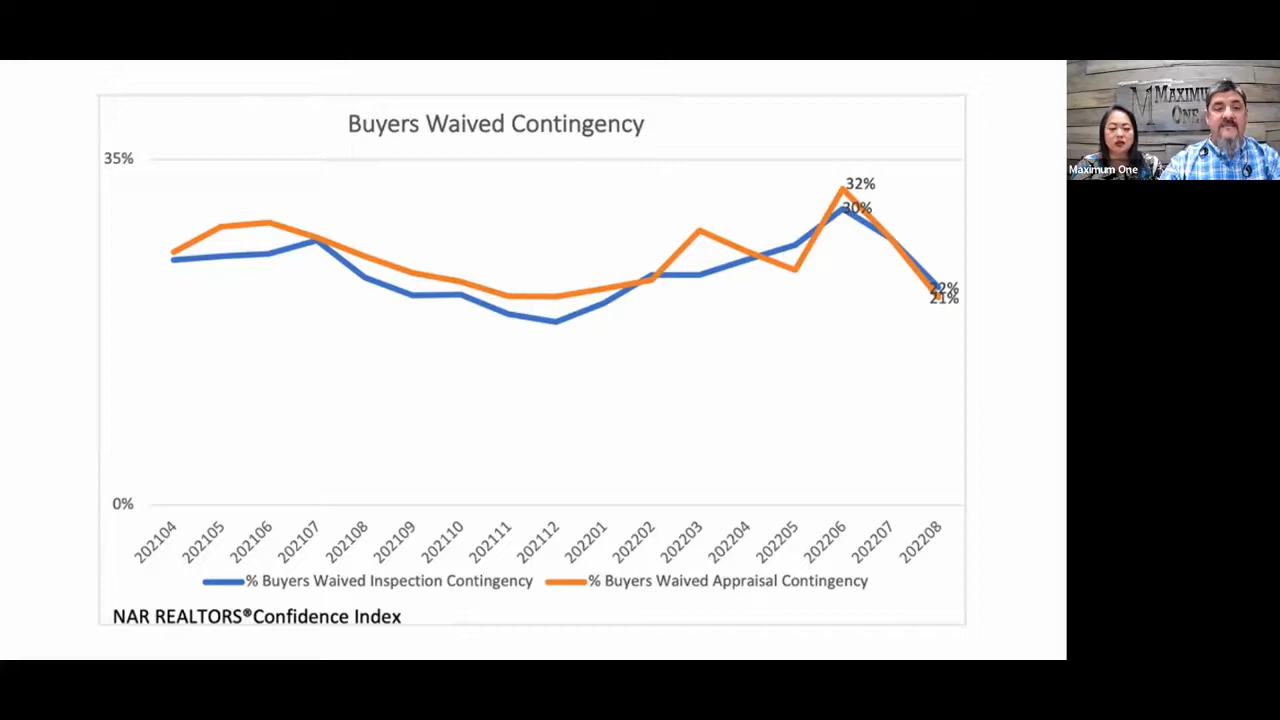 Buyers Waived Contingency
35%
32%
30%
22%
21%
0%
202104 202105 202106 202107 202108 202109 202110 202111 202112 202201 202202 202203 202204 202205 202206 202207 202208
% Buyers Waived Inspection Contingency % Buyers Waived Appraisal Contingency
NAR REALTORS®Confidence Index
M MAXIMU
ONE
Maximum One